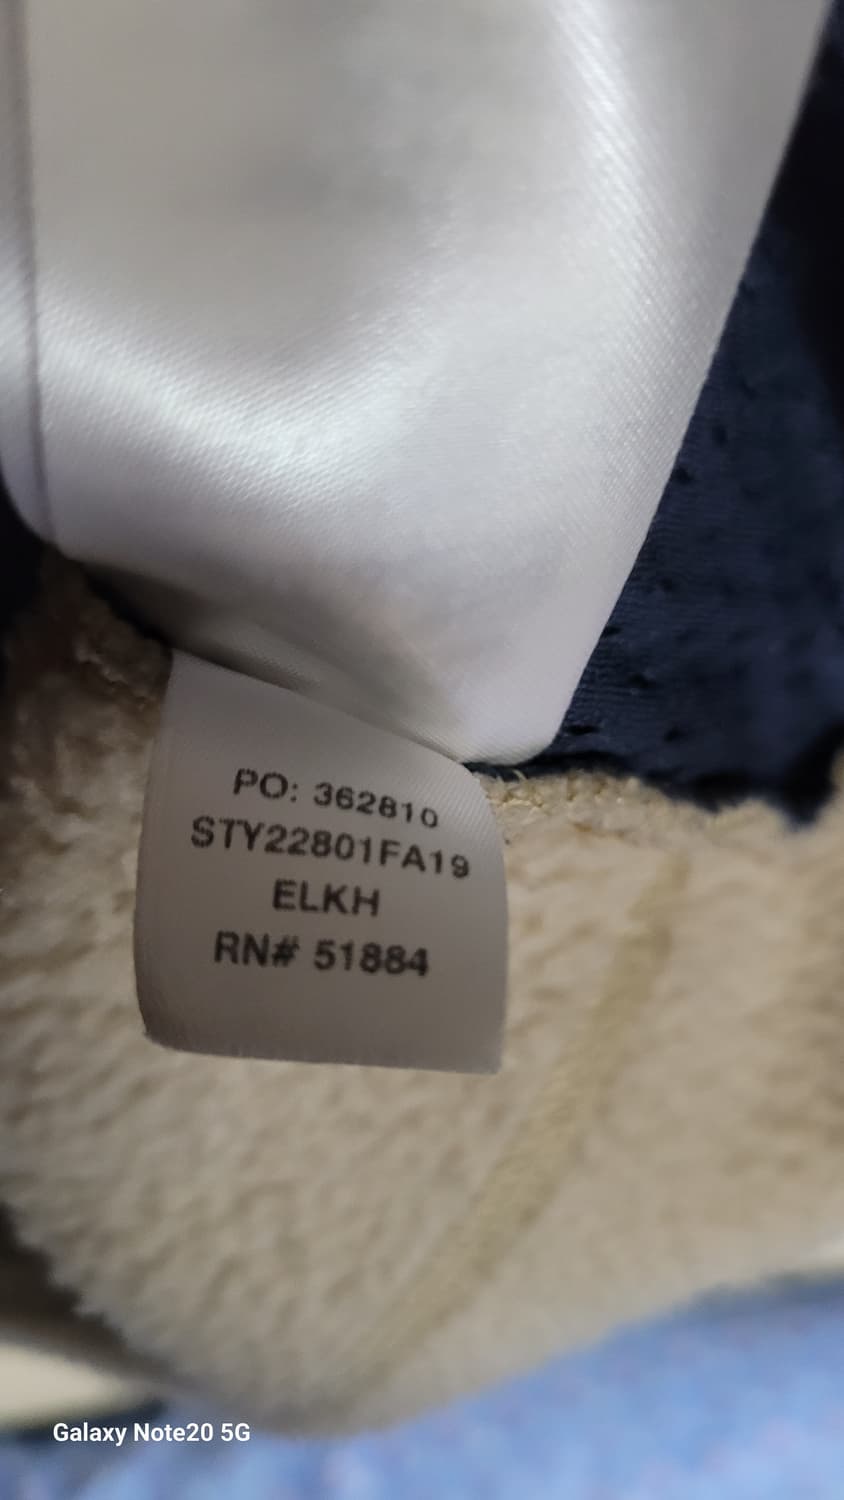 PO: 362810
STY22801FA19
ELKH
RN# 51884
Galaxy Note20 5G